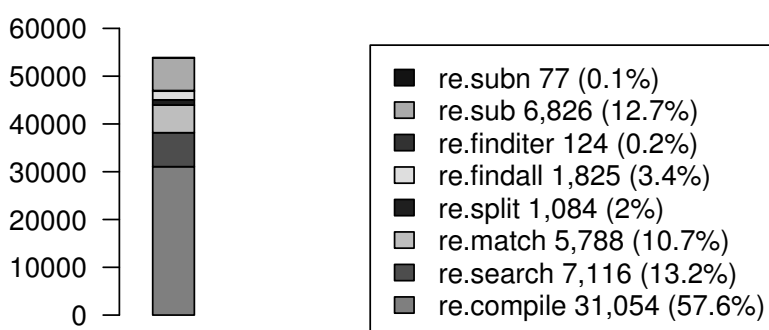 60000
50000
40000
30000
20000
10000
0
re.subn 77 (0.1%)
re.sub 6,826 (12.7%)
re.finditer 124 (0.2%)
re.findall 1,825 (3.4%)
re.split 1,084 (2%)
re.match 5,788 (10.7%)
re.search 7,116 (13.2%)
re.compile 31,054 (57.6%)